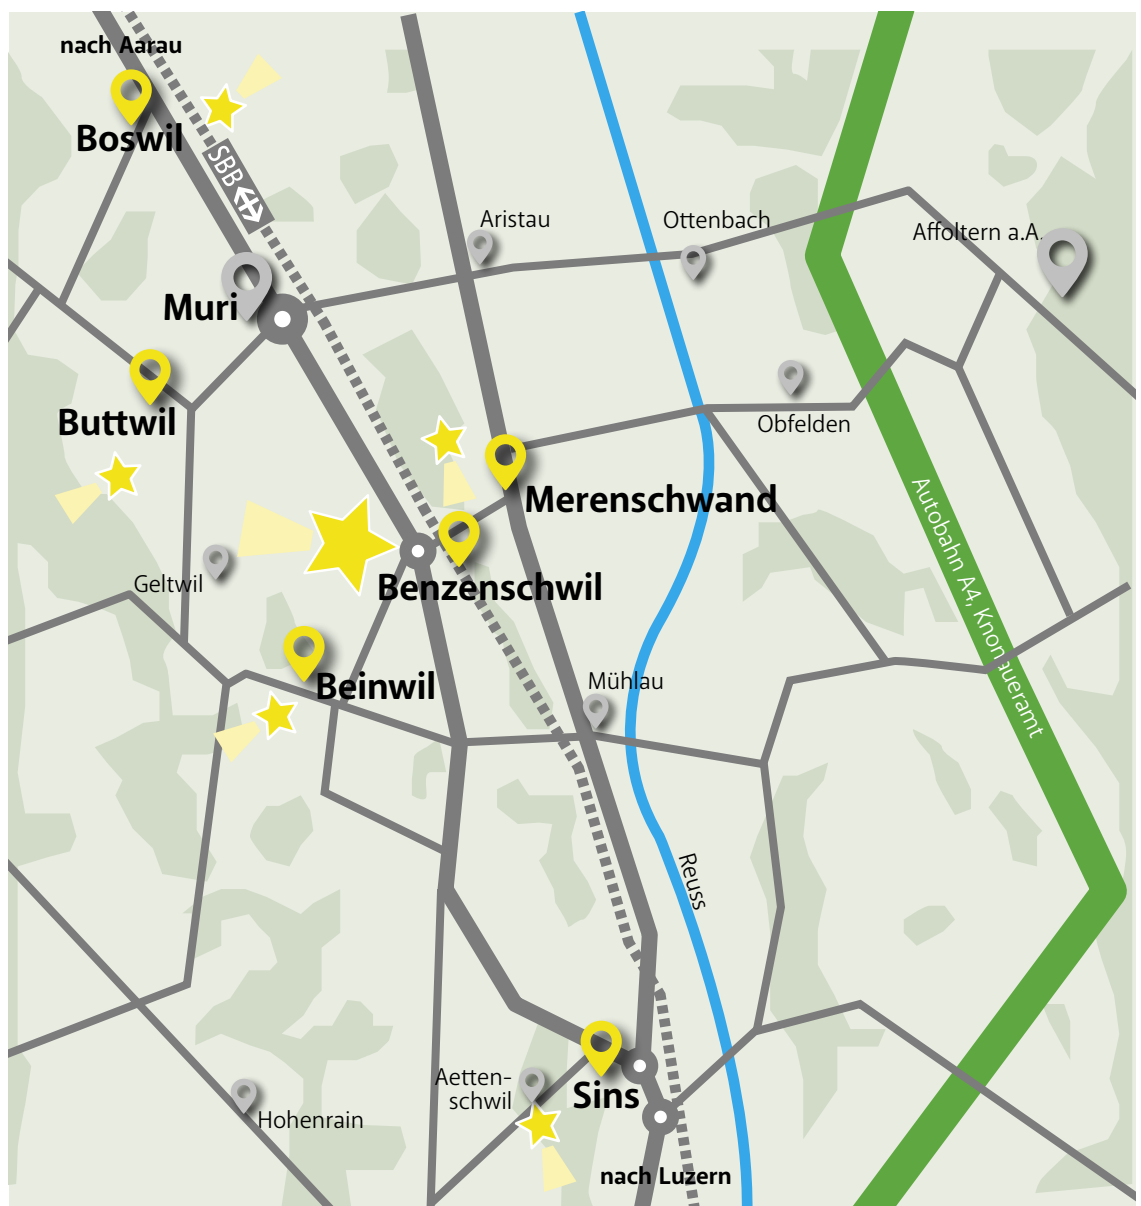 nach Aarau
Boswil
SBB
Aristau
Ottenbach
Affoltern a.A.
Muri
Buttwil
Obfelden
Merenschwand
Autobahn A4, Knonaueramt
Geltwil
Benzenschwil
Beinwil
Mühlau
Reuss
Aetten-
schwil
Sins
Hohenrain
nach Luzern